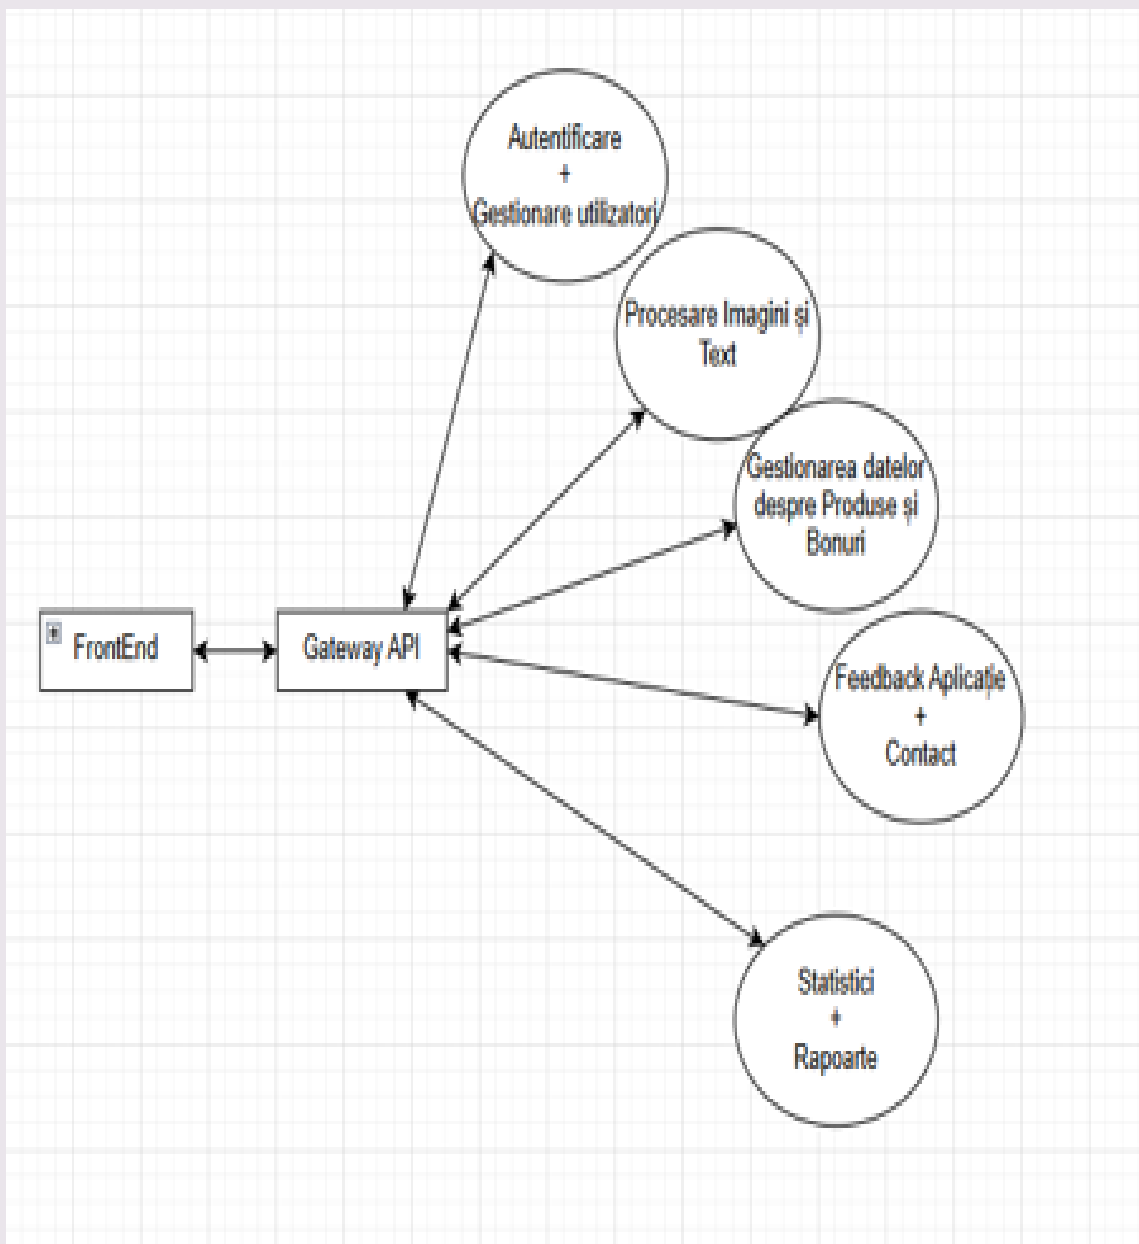 Autentificare
+
Gestionare utilizatori
Procesare Imagini și
Text
Gestionarea datelor
despre Produse și
Bonuri
FrontEnd
Gateway API
Feedback Aplicație
+
Contact
Statistici
+
Rapoarte